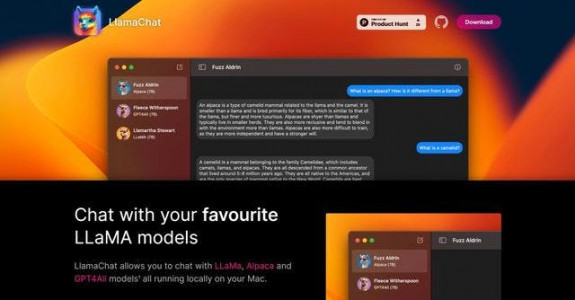 LlamaChat
Product Hunt
Download
Fuzz Aldrin
Alpaca (7B)
Fleece Witherspoon
GPT4All (7B)
Llamartha Stewart
LLaMA (7B)
Fuzz Aldrin
What is an alpaca? How is it different from a llama?
An alpaca is a type of camelid mammal related to the llama and the camel. It is
smaller than a llama and is bred primarily for its fiber, which is similar to that of
the llama, but finer and more luxurious. Alpacas are shyer than llamas and
typically live in smaller herds. They are also more reclusive and tend to blend in
with the environment more than llamas. Alpacas are also more difficult to train,
as they are more independent and have a stronger will.
What is a camelid?
A camelid is a mammal belonging to the family Camelidae, which includes
camels, llamas, and alpacas. They are all descended from a common ancestor
that lived around 5-6 million years ago. They are all native to the Americas, and
Chat with your favourite
LLaMA models
LlamaChat allows you to chat with LLaMa, Alpaca and
GPT4All models¹ all running locally on your Mac.
Fuzz Aldrin
Alpaca (7B)
Fleece Witherspoon
GPT4All (7B)
Fuzz Aldrin